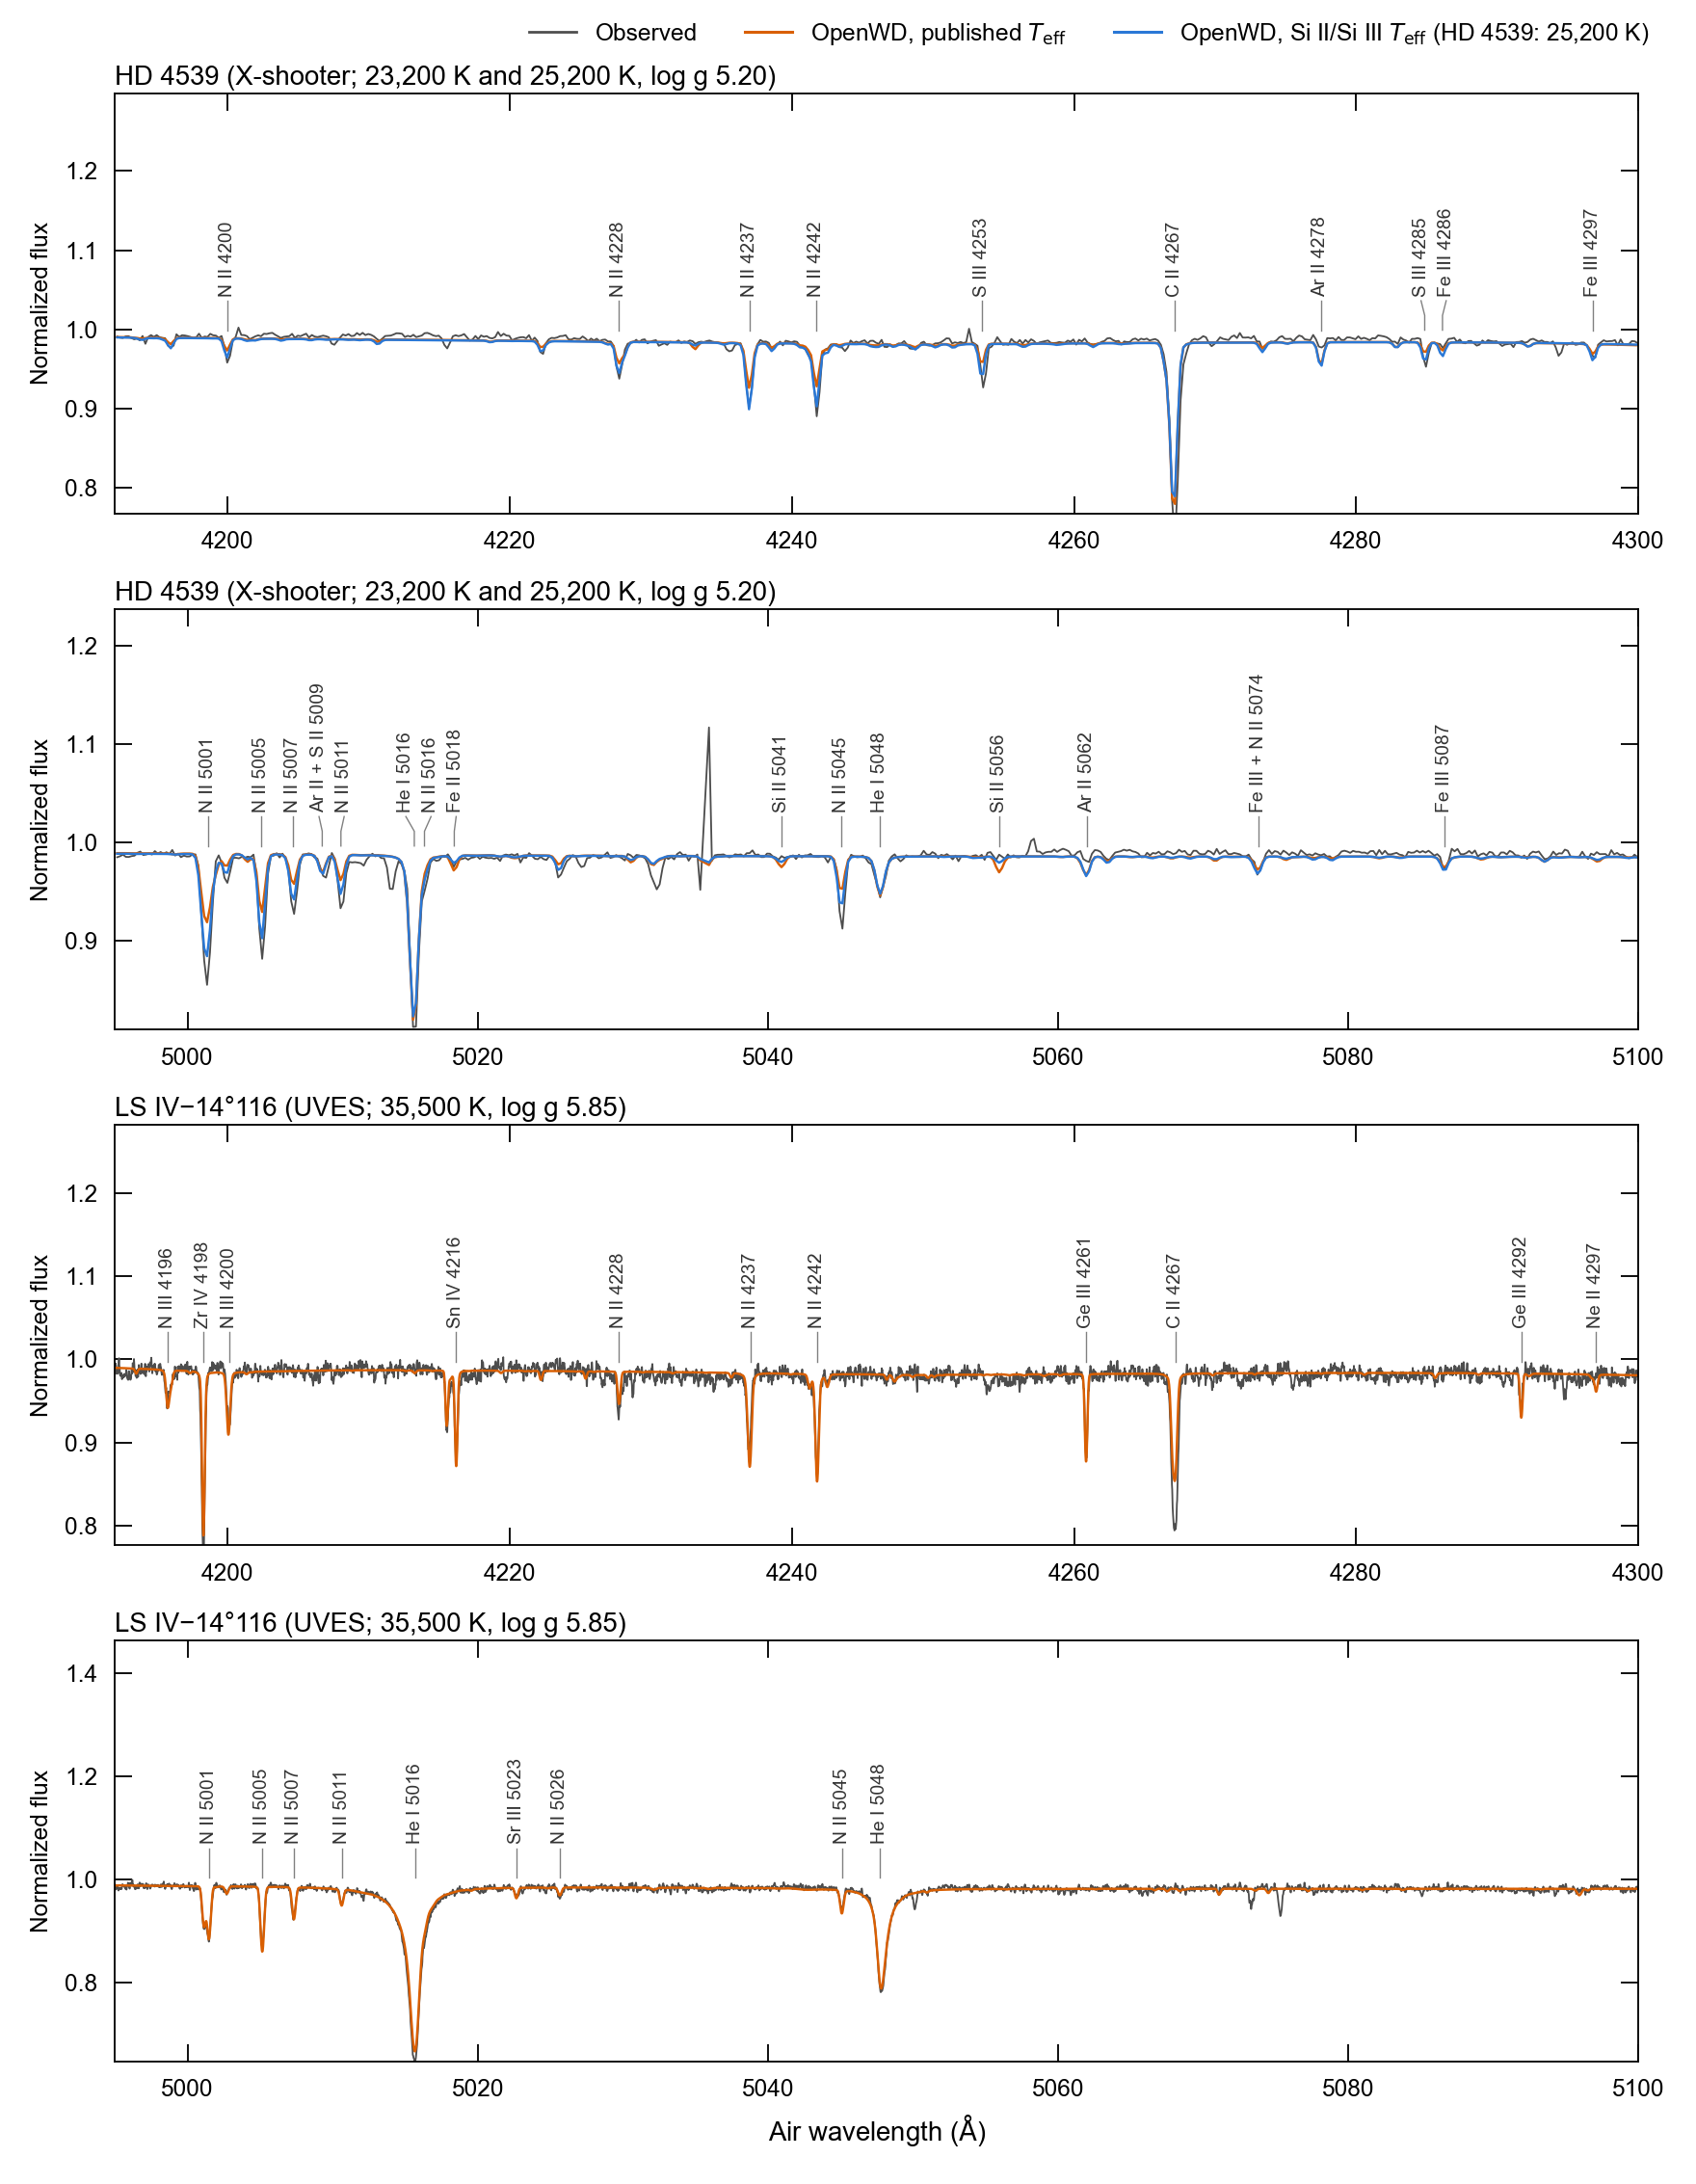 Observed OpenWD, published Teff OpenWD, Si II/Si III Teff (HD 4539: 25,200 K)
HD 4539 (X-shooter; 23,200 K and 25,200 K, log g 5.20)
Normalized flux
1.2
1.1
1.0
0.9
0.8
N II 4200
N II 4228
N II 4237
N II 4242
S III 4253
C II 4267
Ar II 4278
S III 4285
Fe III 4286
Fe III 4297
4200 4220 4240 4260 4280 4300
HD 4539 (X-shooter; 23,200 K and 25,200 K, log g 5.20)
Normalized flux
1.2
1.1
1.0
0.9
N II 5001
N II 5005
N II 5007
Ar II + S II 5009
N II 5011
He I 5016
N II 5016
Fe II 5018
Si II 5041
N II 5045
He I 5048
Si II 5056
Ar II 5062
Fe III + N II 5074
Fe III 5087
5000 5020 5040 5060 5080 5100
LS IV−14°116 (UVES; 35,500 K, log g 5.85)
Normalized flux
1.2
1.1
1.0
0.9
0.8
N III 4196
Zr IV 4198
N III 4200
Sn IV 4216
N II 4228
N II 4237
N II 4242
Ge III 4261
C II 4267
Ge III 4292
Ne II 4297
4200 4220 4240 4260 4280 4300
LS IV−14°116 (UVES; 35,500 K, log g 5.85)
Normalized flux
1.4
1.2
1.0
0.8
N II 5001
N II 5005
N II 5007
N II 5011
He I 5016
Sr III 5023
N II 5026
N II 5045
He I 5048
5000 5020 5040 5060 5080 5100
Air wavelength (Å)